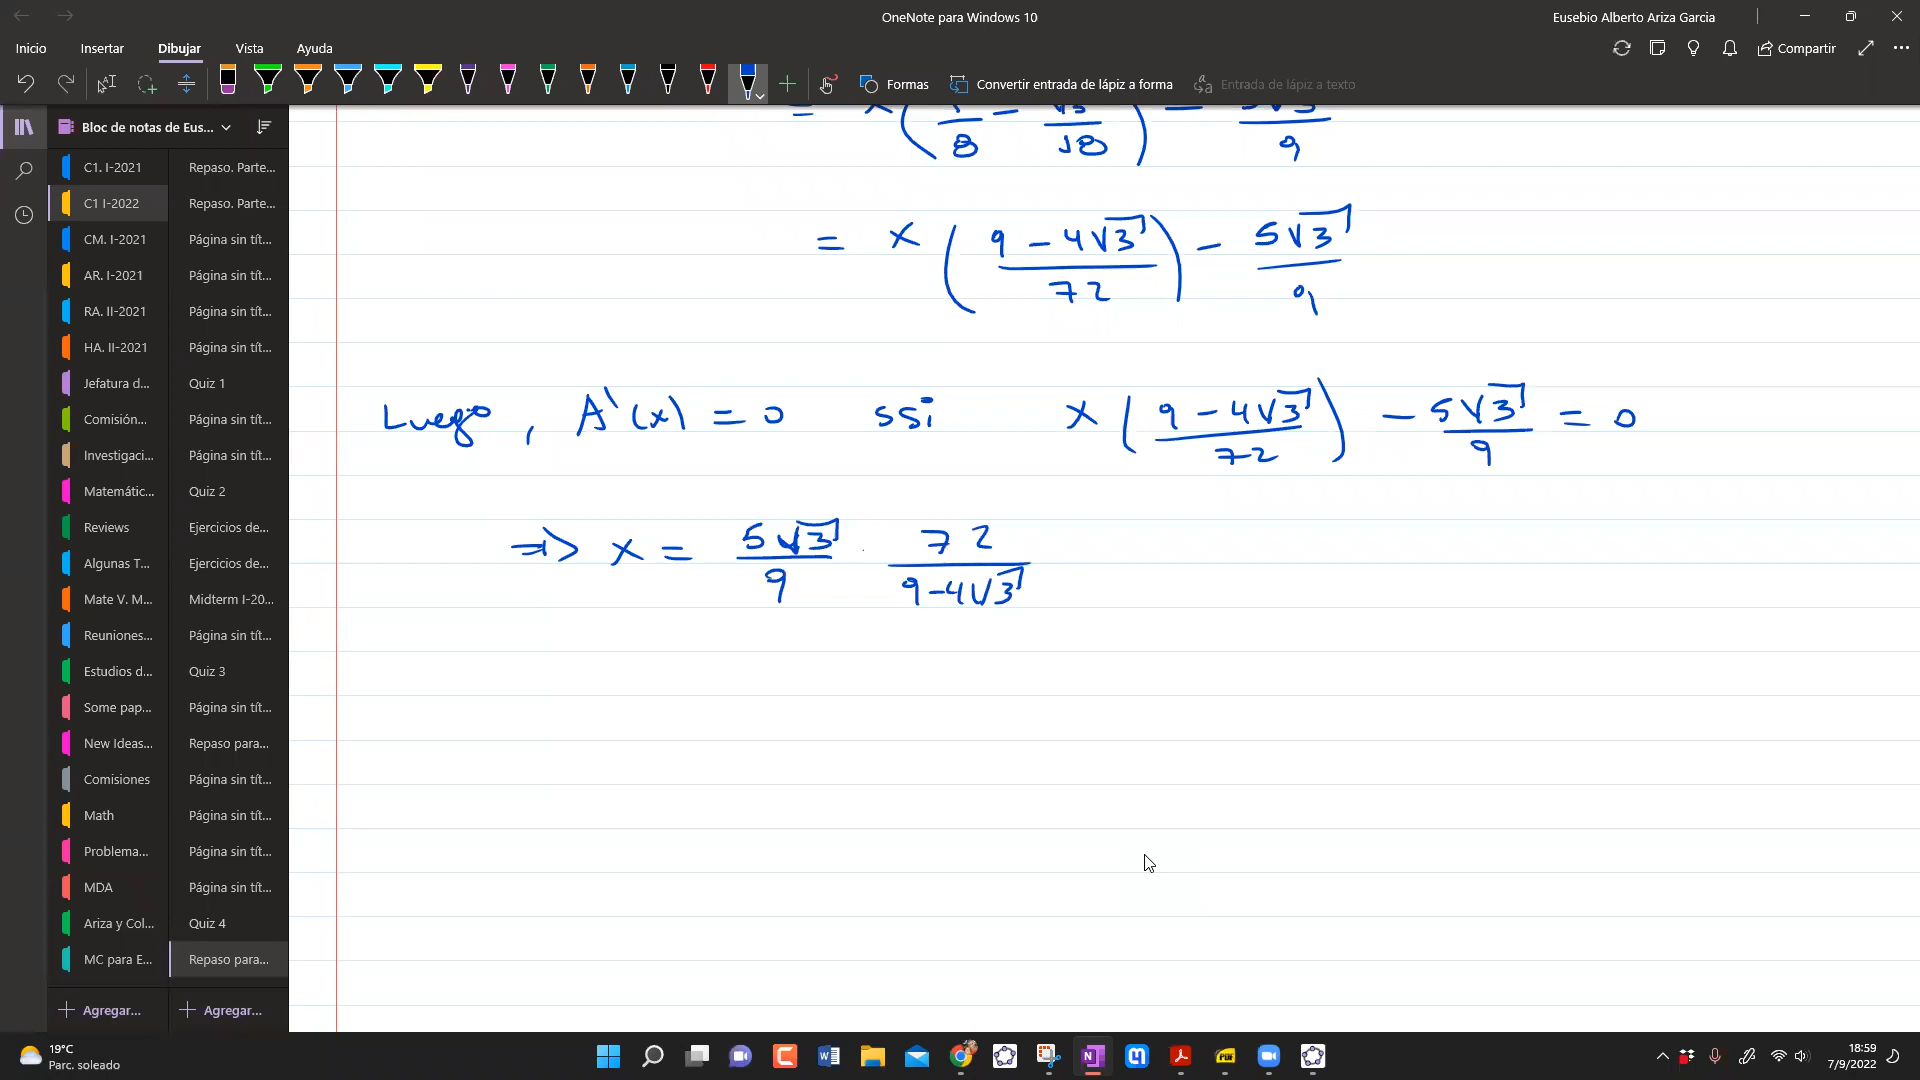 OneNote para Windows 10
Eusebio Alberto Ariza Garcia
Inicio Insertar Dibujar Vista Ayuda
Compartir
Formas Convertir entrada de lápiz a forma Entrada de lápiz a texto
Bloc de notas de Eus...
C1. I-2021
C1 I-2022
CM. I-2021
AR. I-2021
RA. II-2021
HA. II-2021
Jefatura d...
Comisión...
Investigaci...
Matemátic...
Reviews
Algunas T...
Mate V. M...
Reuniones...
Estudios d...
Some pap...
New Ideas...
Comisiones
Math
Problema...
MDA
Ariza y Col...
MC para E...
Agregar...
Repaso. Parte...
Repaso. Parte...
Página sin tít...
Página sin tít...
Página sin tít...
Página sin tít...
Quiz 1
Página sin tít...
Página sin tít...
Quiz 2
Ejercicios de...
Ejercicios de...
Midterm I-20...
Página sin tít...
Quiz 3
Página sin tít...
Repaso para...
Página sin tít...
Página sin tít...
Página sin tít...
Página sin tít...
Quiz 4
Repaso para...
Agregar...
= x((9 - 4√3)/72) - 5√3/9
Luego, A'(x) = 0 ssi x((9 - 4√3)/72) - 5√3/9 = 0
⇒ x = 5√3/9 · 72/(9-4√3)
19°C
Parc. soleado
18:59
7/9/2022